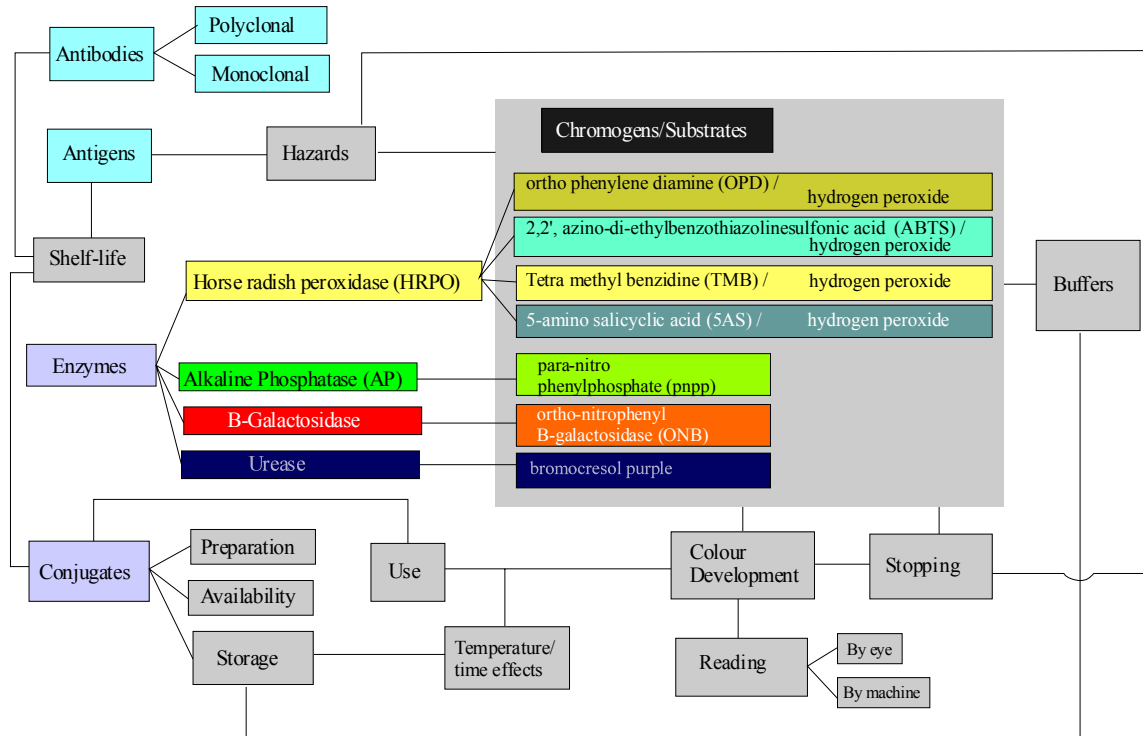 Polyclonal
Antibodies
Monoclonal
Chromogens/Substrates
Antigens
Hazards
ortho phenylene diamine (OPD) / hydrogen peroxide
2,2', azino-di-ethylbenzothiazolinesulfonic acid (ABTS) /
hydrogen peroxide
Shelf-life
Horse radish peroxidase (HRPO)
Tetra methyl benzidine (TMB) / hydrogen peroxide
Buffers
5-amino salicyclic acid (5AS) / hydrogen peroxide
Enzymes
Alkaline Phosphatase (AP)
para-nitro
phenylphosphate (pnpp)
B-Galactosidase
ortho-nitrophenyl
B-galactosidase (ONB)
Urease
bromocresol purple
Preparation
Conjugates
Availability
Use
Colour
Development
Stopping
Storage
Temperature/
time effects
Reading
By eye
By machine